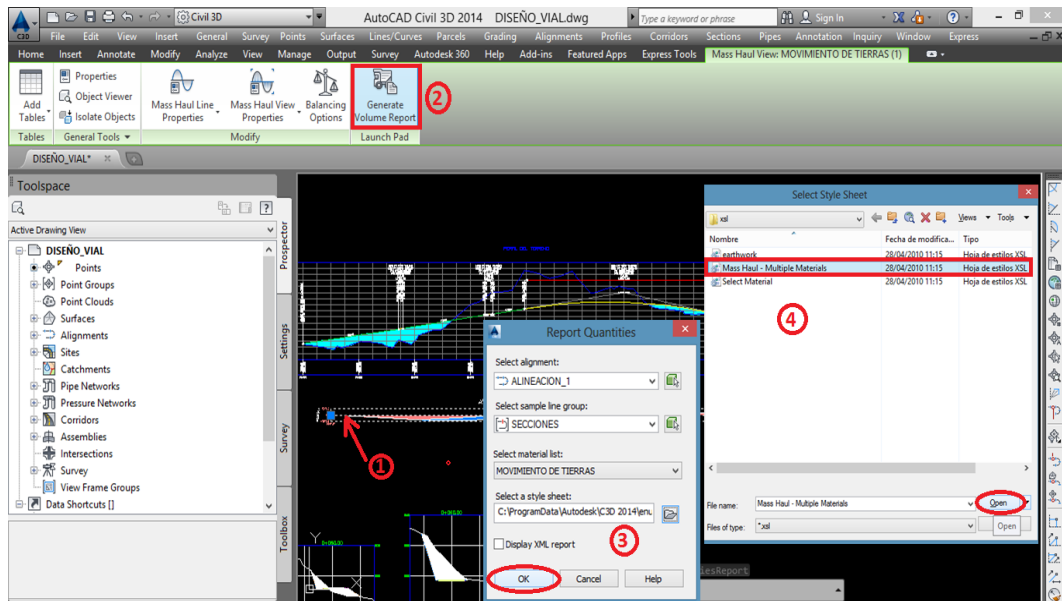 Civil 3D
AutoCAD Civil 3D 2014 DISEÑO_VIAL.dwg
Type a keyword or phrase
Sign In
C3D
File Edit View Insert General Survey Points Surfaces Lines/Curves Parcels Grading Alignments Profiles Corridors Sections Pipes Annotation Inquiry Window Express
Home Insert Annotate Modify Analyze View Manage Output Survey Autodesk 360 Help Add-ins Featured Apps Express Tools Mass Haul View: MOVIMIENTO DE TIERRAS (1)
Add Tables
Properties
Object Viewer
Isolate Objects
Mass Haul Line Properties
Mass Haul View Properties
Balancing Options
Generate Volume Report
2
Tables General Tools Modify Launch Pad
DISEÑO_VIAL*
Toolspace
Active Drawing View
DISEÑO_VIAL
Points
Point Groups
Point Clouds
Surfaces
Alignments
Sites
Catchments
Pipe Networks
Pressure Networks
Corridors
Assemblies
Intersections
Survey
View Frame Groups
Data Shortcuts []
Prospector
Settings
Survey
Toolbox
1
Y
X
0+040.00
Report Quantities
Select alignment:
ALINEACION_1
Select sample line group:
SECCIONES
Select material list:
MOVIMIENTO DE TIERRAS
Select a style sheet:
C:\ProgramData\Autodesk\C3D 2014\enu
Display XML report
3
OK Cancel Help
Select Style Sheet
xsl
Views Tools
Nombre Fecha de modifica... Tipo
earthwork 28/04/2010 11:15 Hoja de estilos XSL
Mass Haul - Multiple Materials 28/04/2010 11:15 Hoja de estilos XSL
Select Material 28/04/2010 11:15 Hoja de estilos XSL
4
File name: Mass Haul - Multiple Materials Open
Files of type: *.xsl Open
iesReport